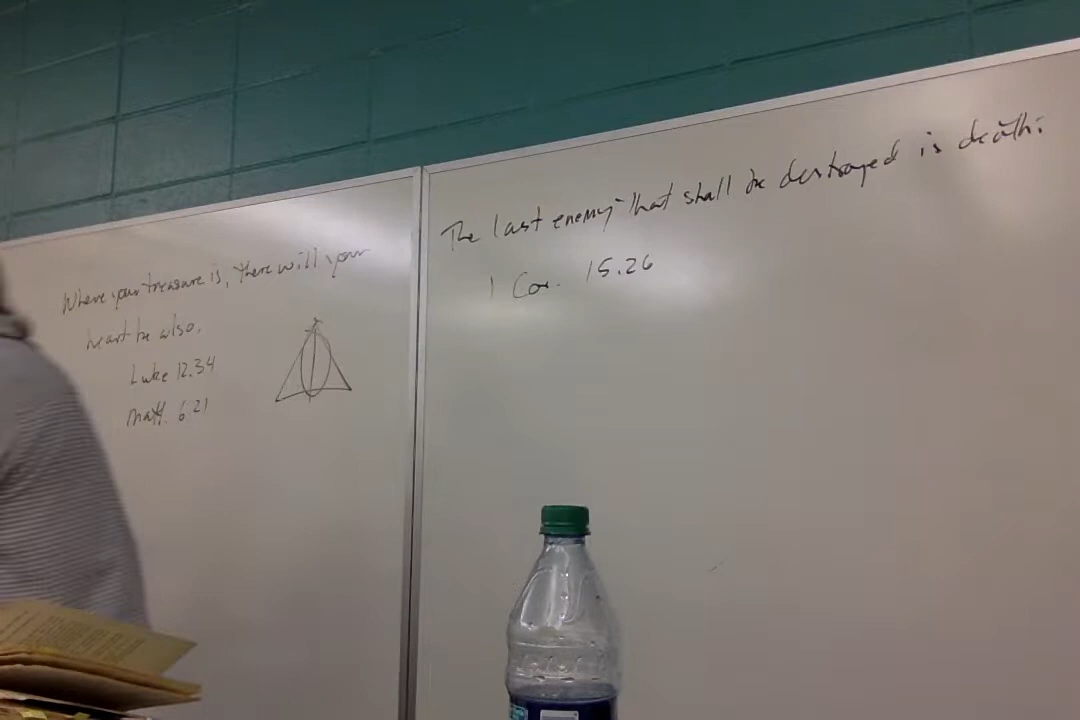 Where your treasure is, there will your
heart be also.
Luke 12.34
Matt. 6.21
The last enemy that shall be destroyed is death.
1 Cor. 15.26